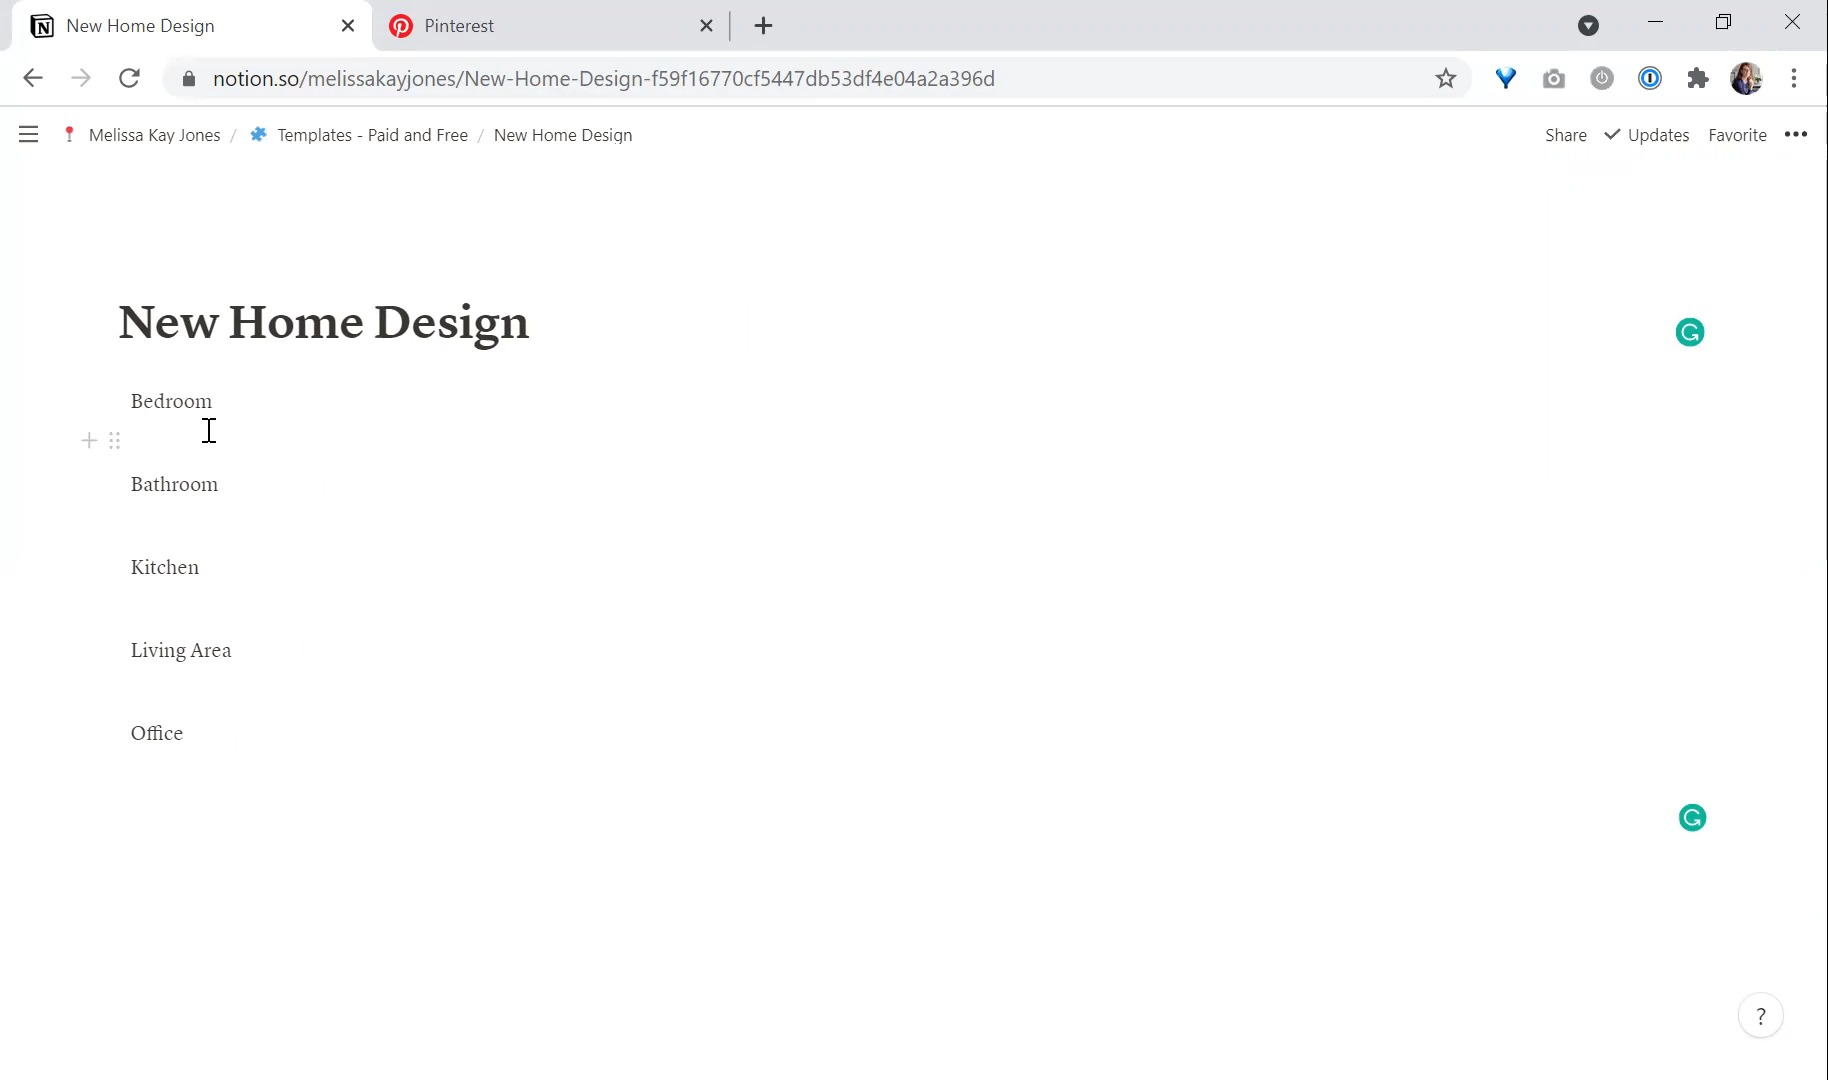 New Home Design
Pinterest
notion.so/melissakayjones/New-Home-Design-f59f16770cf5447db53df4e04a2a396d
Melissa Kay Jones / Templates - Paid and Free / New Home Design
Share Updates Favorite
New Home Design
Bedroom
Bathroom
Kitchen
Living Area
Office
?